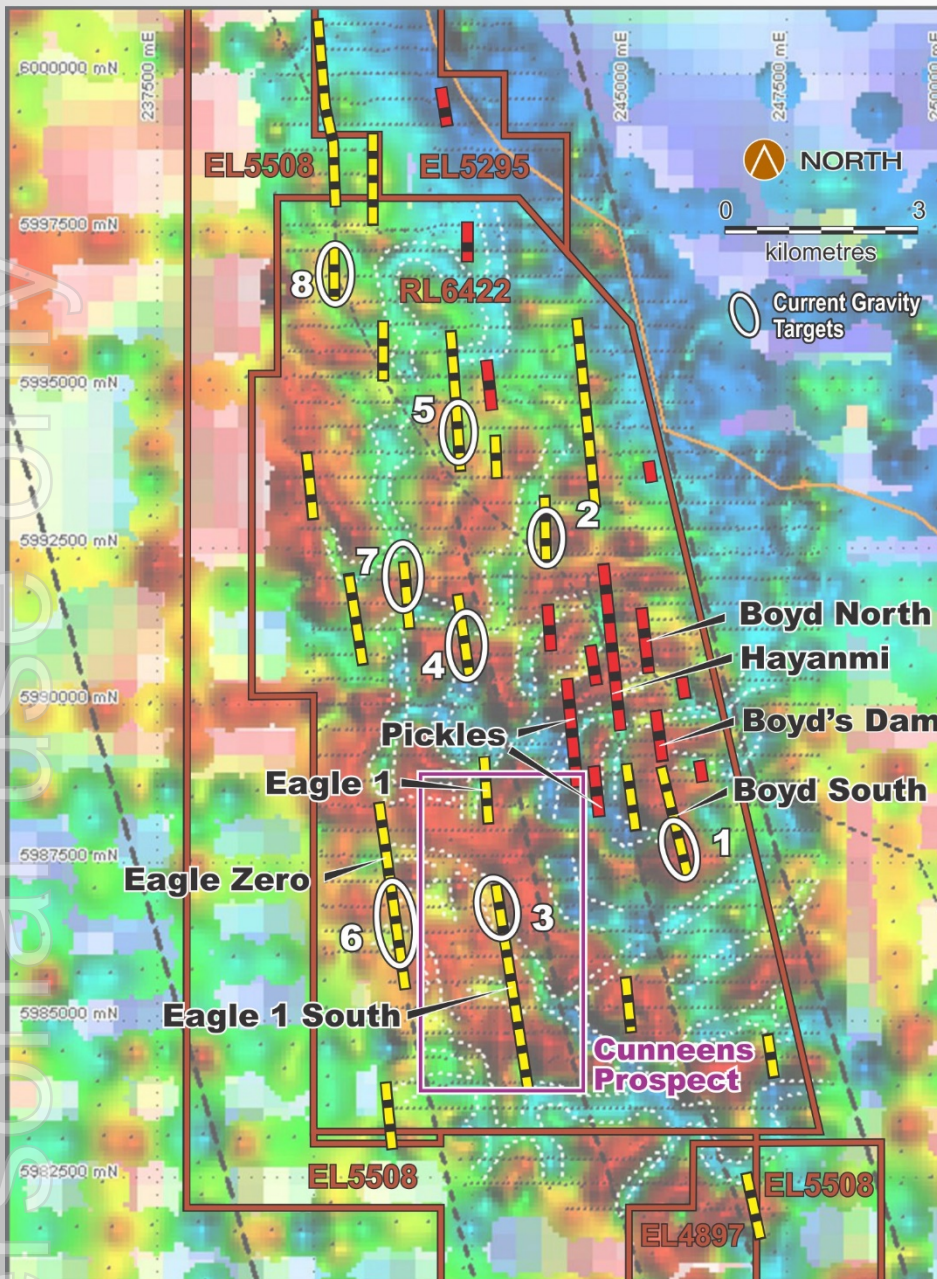 6000000 mN
237500 mE
245000 mE
247500 mE
EL5508
EL5295
NORTH
5997500 mN
0 3
kilometres
8
RL6422
Current Gravity
Targets
5995000 mN
5
2
5992500 mN
7
4
Boyd North
Hayanmi
5990000 mN
Pickles
Boyd's Dam
Eagle 1
Boyd South
1
5987500 mN
Eagle Zero
6
3
5985000 mN
Eagle 1 South
Cunneens
Prospect
5982500 mN
EL5508
EL5508
EL4897